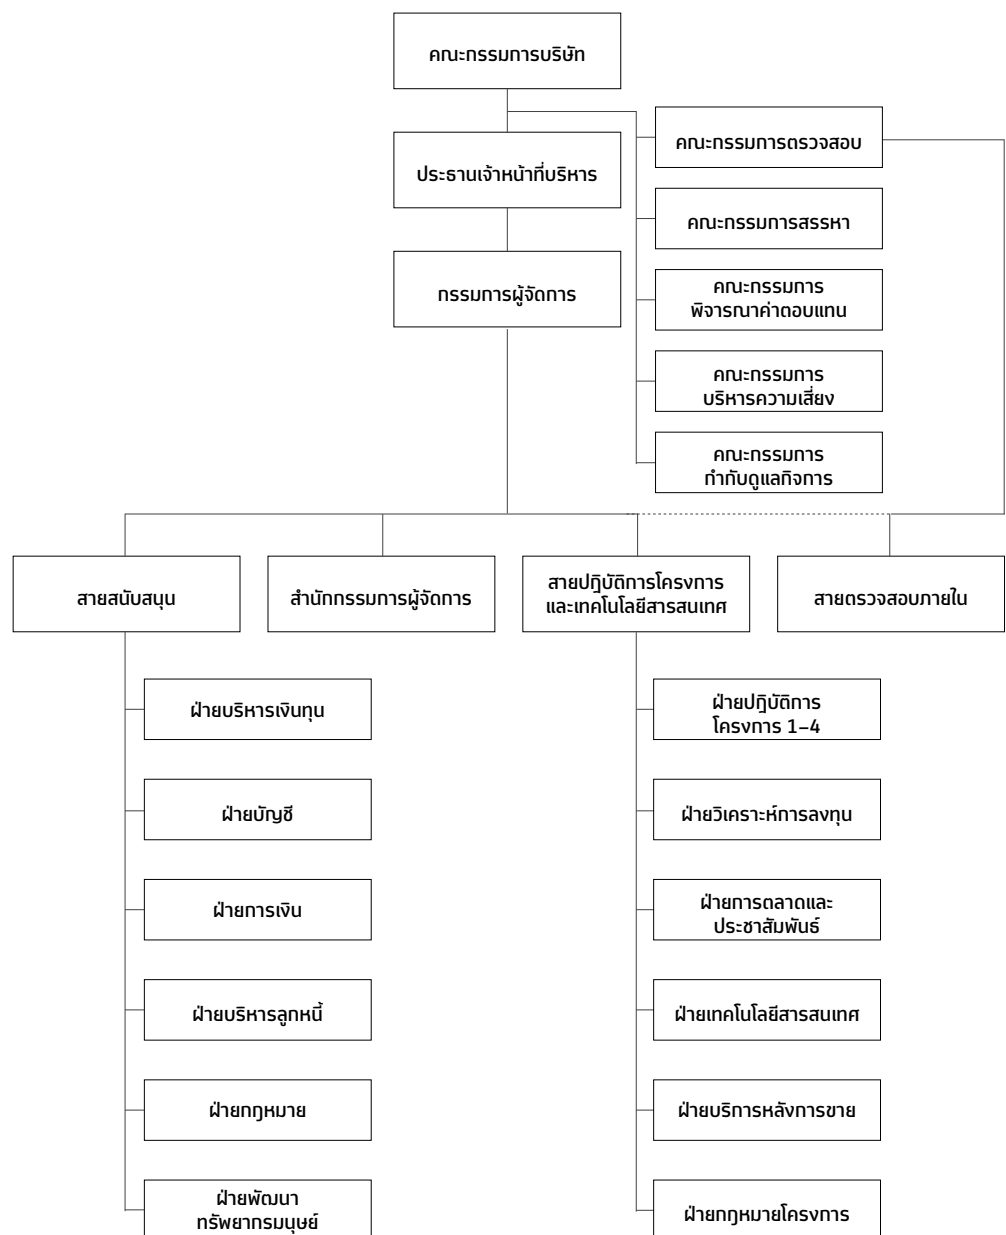 คณะกรรมการบริษัท
คณะกรรมการตรวจสอบ
ประธานเจ้าหน้าที่บริหาร
คณะกรรมการสรรหา
กรรมการผู้จัดการ
คณะกรรมการ
พิจารณาค่าตอบแทน
คณะกรรมการ
บริหารความเสี่ยง
คณะกรรมการ
กำกับดูแลกิจการ
สายสนับสนุน
สำนักกรรมการผู้จัดการ
สายปฏิบัติการโครงการ
และเทคโนโลยีสารสนเทศ
สายตรวจสอบภายใน
ฝ่ายบริหารเงินทุน
ฝ่ายบัญชี
ฝ่ายการเงิน
ฝ่ายบริหารลูกหนี้
ฝ่ายกฎหมาย
ฝ่ายพัฒนา
ทรัพยากรมนุษย์
ฝ่ายปฏิบัติการ
โครงการ 1–4
ฝ่ายวิเคราะห์การลงทุน
ฝ่ายการตลาดและ
ประชาสัมพันธ์
ฝ่ายเทคโนโลยีสารสนเทศ
ฝ่ายบริการหลังการขาย
ฝ่ายกฎหมายโครงการ